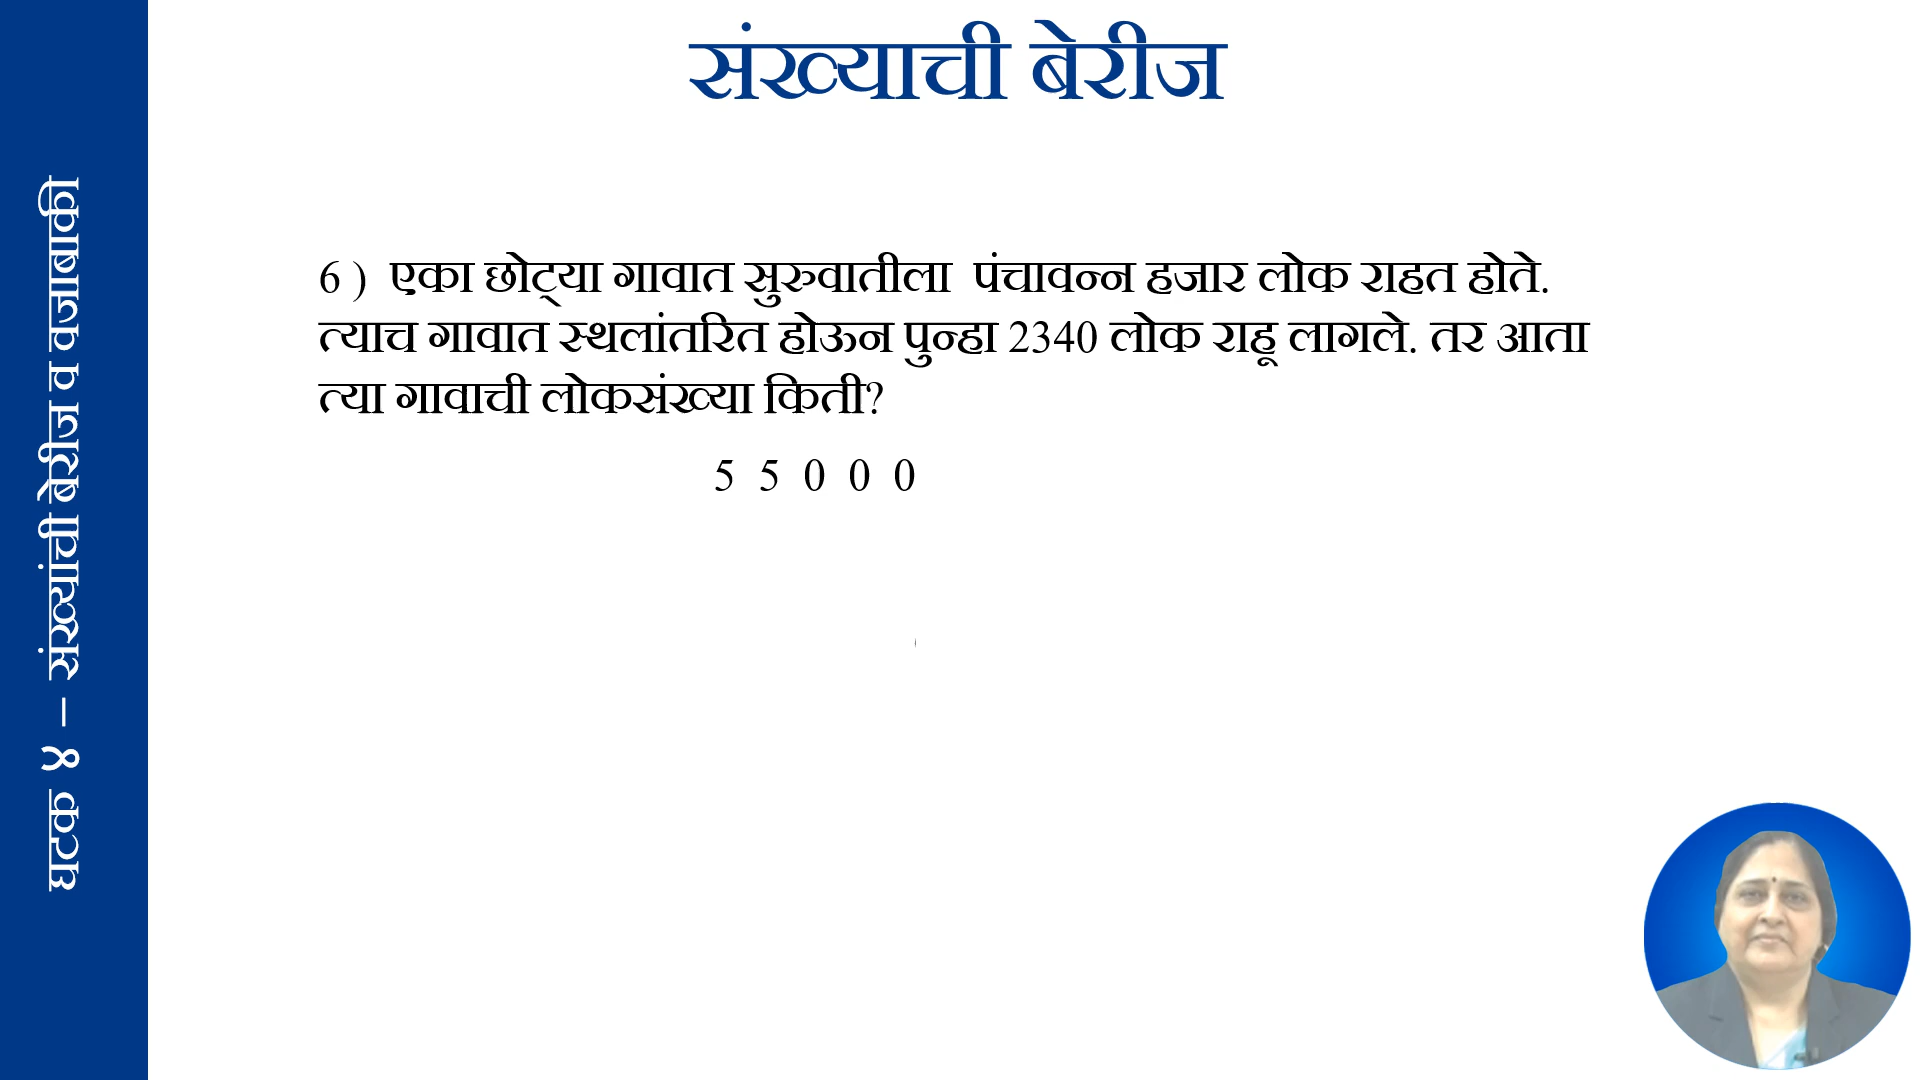 संख्याची बेरीज
घटक ४ – संख्यांची बेरीज व वजाबाकी
6 ) एका छोट्या गावात सुरुवातीला पंचावन्न हजार लोक राहत होते.
त्याच गावात स्थलांतरित होऊन पुन्हा 2340 लोक राहू लागले. तर आता
त्या गावाची लोकसंख्या किती?
5 5 0 0 0